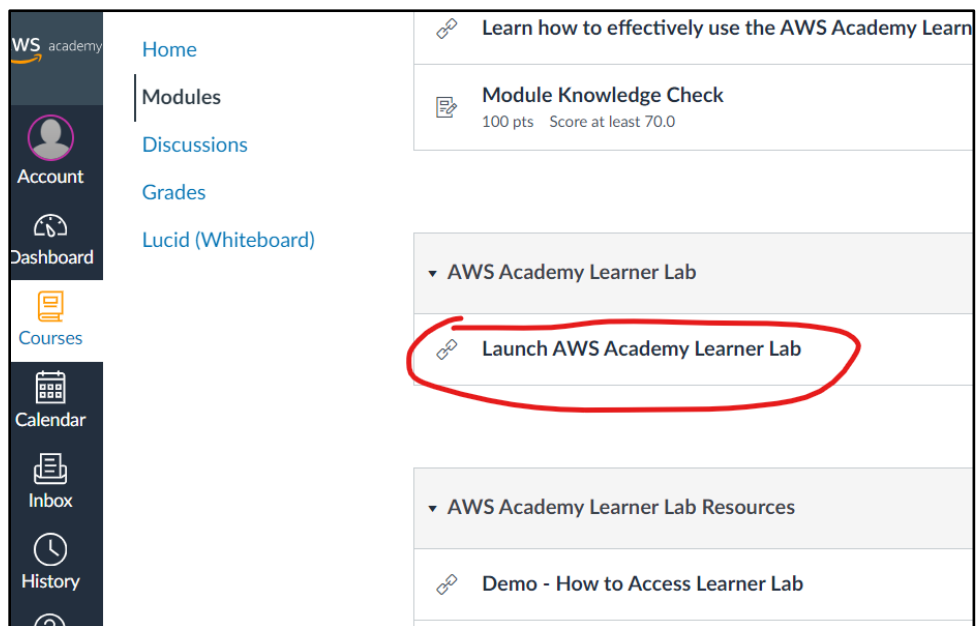 WS academy
Account
Dashboard
Courses
Calendar
Inbox
History
Home
Modules
Discussions
Grades
Lucid (Whiteboard)
Learn how to effectively use the AWS Academy Learn
Module Knowledge Check
100 pts Score at least 70.0
AWS Academy Learner Lab
Launch AWS Academy Learner Lab
AWS Academy Learner Lab Resources
Demo - How to Access Learner Lab